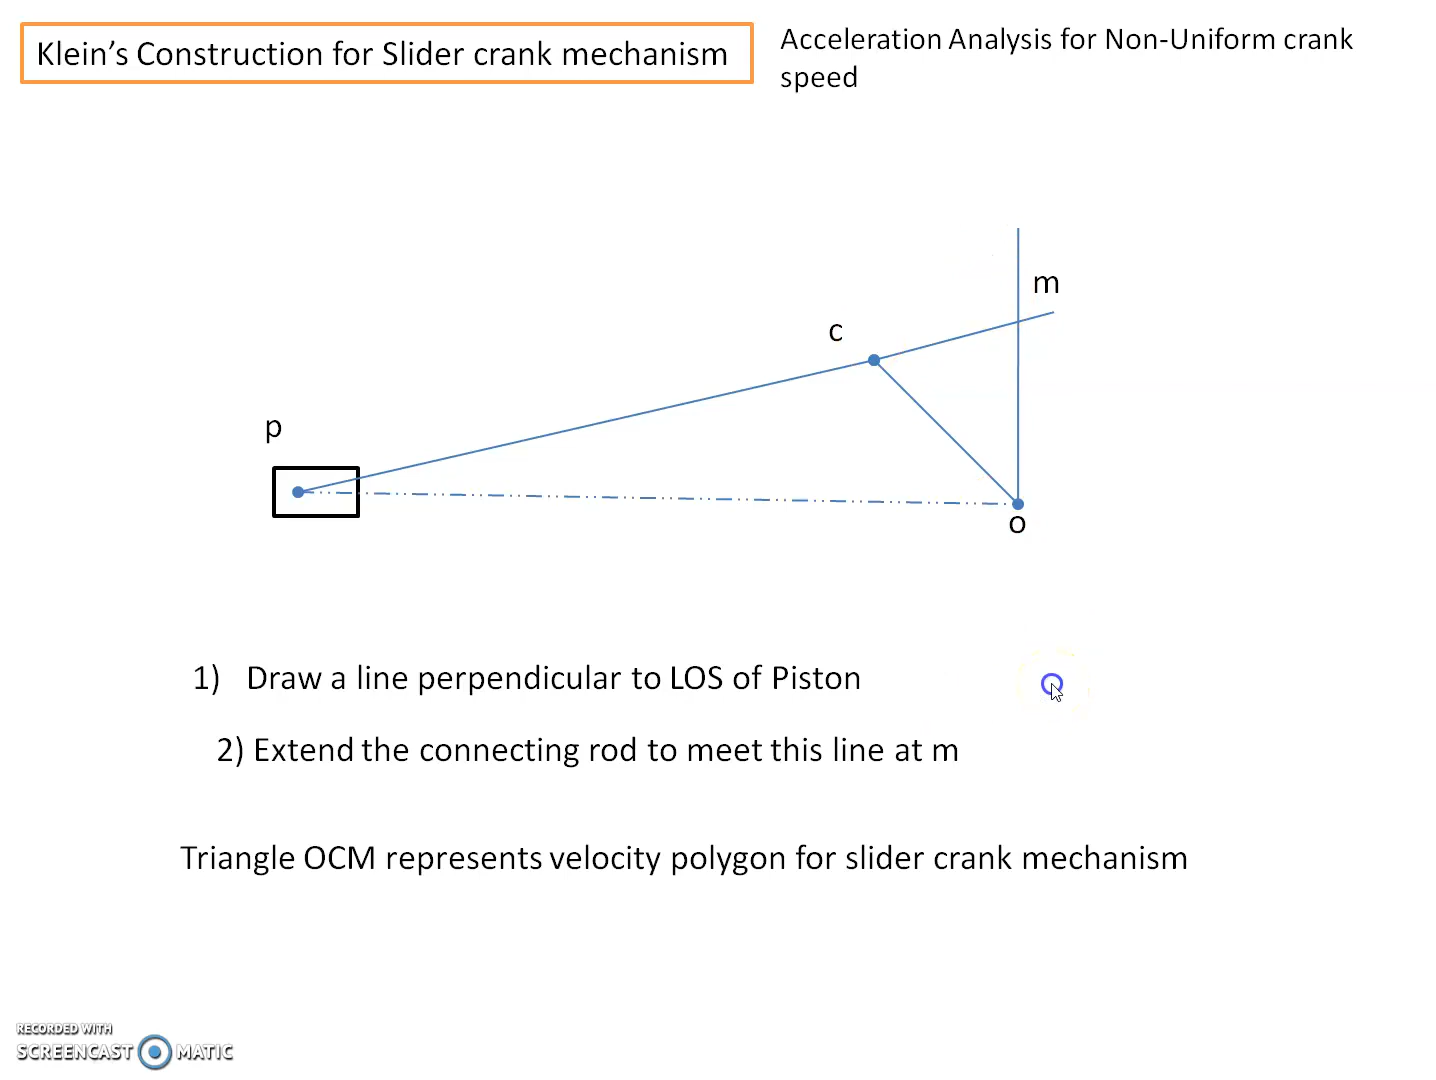 Klein’s Construction for Slider crank mechanism
Acceleration Analysis for Non-Uniform crank
speed
m
c
p
o
1) Draw a line perpendicular to LOS of Piston
2) Extend the connecting rod to meet this line at m
Triangle OCM represents velocity polygon for slider crank mechanism
RECORDED WITH
SCREENCAST MATIC